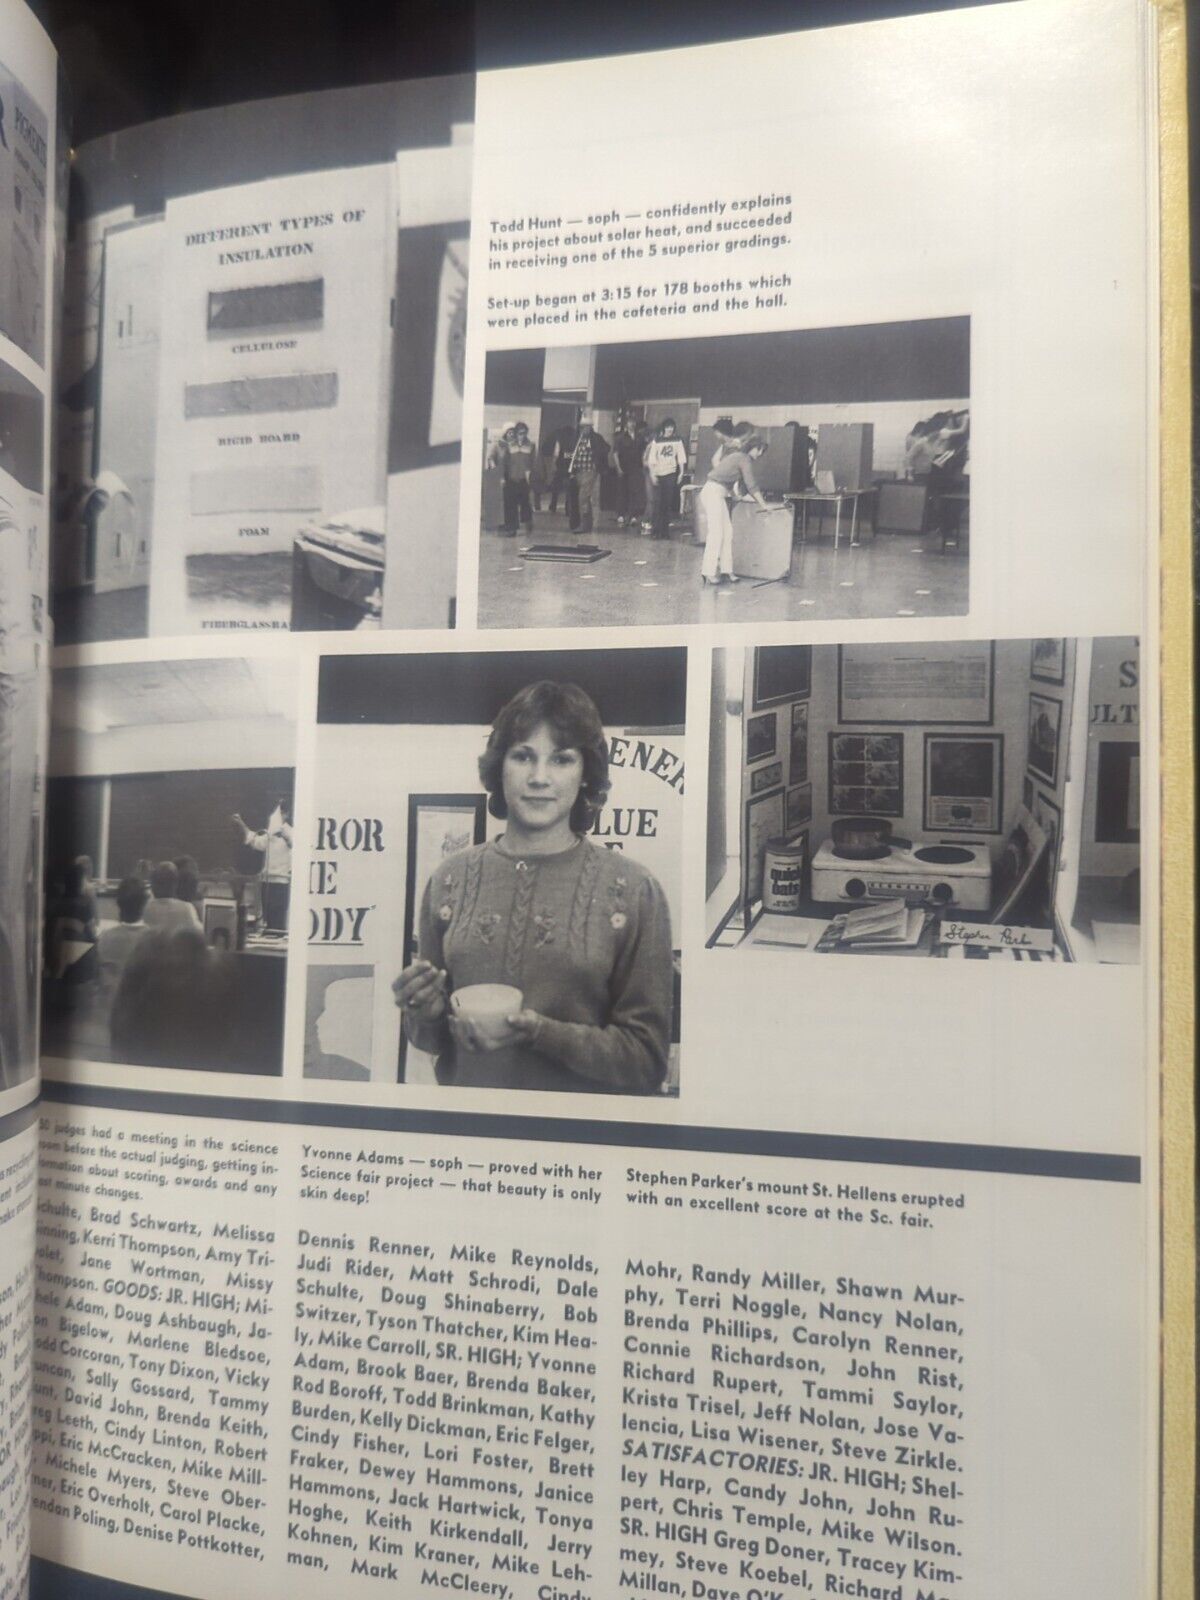 DIFFERENT TYPES OF
INSULATION
CELLULOSE
RIGID BOARD
FOAM
Todd Hunt — soph — confidently explains
his project about solar heat, and succeeded
in receiving one of the 5 superior gradings.
Set-up began at 3:15 for 178 booths which
were placed in the cafeteria and the hall.
42
ROR
ODY"
ENER
LUE
quick
oats
Stephen Park
S
ULT
judges had a meeting in the science
before the actual judging, getting in-
about scoring, awards and any
minute changes.
Brad Schwartz, Melissa
Kerri Thompson, Amy Tri-
Jane Wortman, Missy
GOODS: JR. HIGH; Mi-
Adam, Doug Ashbaugh, Ja-
Bigelow, Marlene Bledsoe,
Corcoran, Tony Dixon, Vicky
Sally Gossard, Tammy
David John, Brenda Keith,
Leeth, Cindy Linton, Robert
Eric McCracken, Mike Mill-
Michele Myers, Steve Ober-
Eric Overholt, Carol Placke,
Poling, Denise Pottkotter,
Yvonne Adams — soph — proved with her
Science fair project — that beauty is only
skin deep!
Dennis Renner, Mike Reynolds,
Judi Rider, Matt Schrodi, Dale
Schulte, Doug Shinaberry, Bob
Switzer, Tyson Thatcher, Kim Hea-
ly, Mike Carroll, SR. HIGH; Yvonne
Adam, Brook Baer, Brenda Baker,
Rod Boroff, Todd Brinkman, Kathy
Burden, Kelly Dickman, Eric Felger,
Cindy Fisher, Lori Foster, Brett
Fraker, Dewey Hammons, Janice
Hammons, Jack Hartwick, Tonya
Hoghe, Keith Kirkendall, Jerry
Kohnen, Kim Kraner, Mike Leh-
man, Mark McCleery, Cindy
Stephen Parker's mount St. Hellens erupted
with an excellent score at the Sc. fair.
Mohr, Randy Miller, Shawn Mur-
phy, Terri Noggle, Nancy Nolan,
Brenda Phillips, Carolyn Renner,
Connie Richardson, John Rist,
Richard Rupert, Tammi Saylor,
Krista Trisel, Jeff Nolan, Jose Va-
lencia, Lisa Wisener, Steve Zirkle.
SATISFACTORIES: JR. HIGH; Shel-
ley Harp, Candy John, John Ru-
pert, Chris Temple, Mike Wilson.
SR. HIGH Greg Doner, Tracey Kim-
mey, Steve Koebel, Richard
Millan, Dave